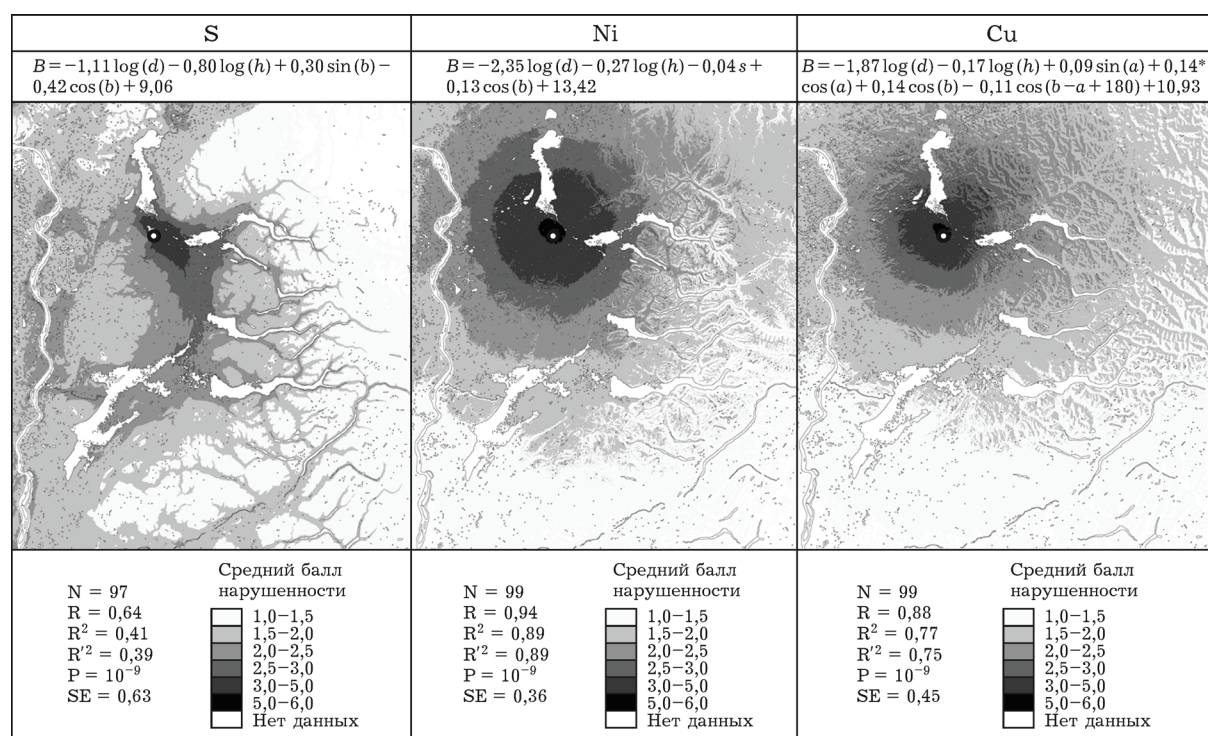 S
B=−1,11 log (d) − 0,80 log (h) + 0,30 sin (b) −
0,42 cos (b) + 9,06
N = 97
R = 0,64
R² = 0,41
R′² = 0,39
P = 10⁻⁹
SE = 0,63
Средний балл
нарушенности
1,0−1,5
1,5−2,0
2,0−2,5
2,5−3,0
3,0−5,0
5,0−6,0
Нет данных
Ni
B=−2,35 log (d) − 0,27 log (h) − 0,04 s +
0,13 cos (b) + 13,42
N = 99
R = 0,94
R² = 0,89
R′² = 0,89
P = 10⁻⁹
SE = 0,36
Средний балл
нарушенности
1,0−1,5
1,5−2,0
2,0−2,5
2,5−3,0
3,0−5,0
5,0−6,0
Нет данных
Cu
B=−1,87 log (d) − 0,17 log (h) + 0,09 sin (a) + 0,14*
cos (a) + 0,14 cos (b) − 0,11 cos (b−a + 180) +10,93
N = 99
R = 0,88
R² = 0,77
R′² = 0,75
P = 10⁻⁹
SE = 0,45
Средний балл
нарушенности
1,0−1,5
1,5−2,0
2,0−2,5
2,5−3,0
3,0−5,0
5,0−6,0
Нет данных